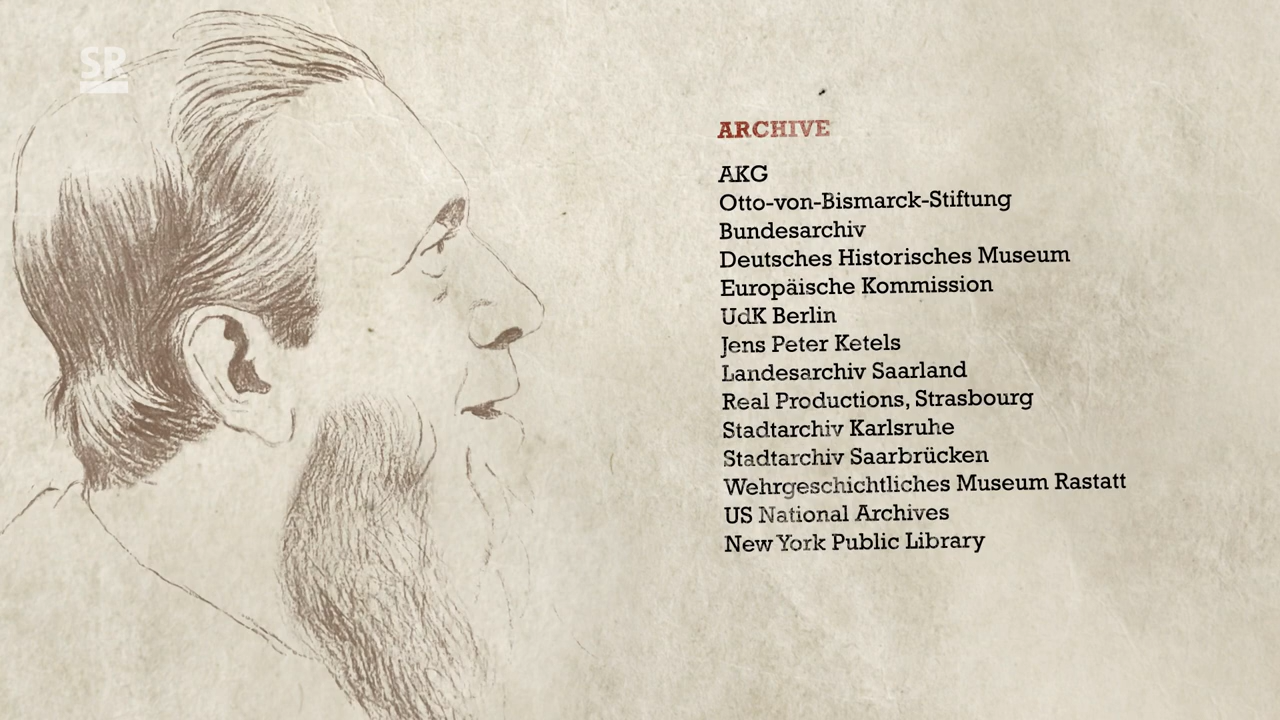 SR
ARCHIVE
AKG
Otto-von-Bismarck-Stiftung
Bundesarchiv
Deutsches Historisches Museum
Europäische Kommission
UdK Berlin
Jens Peter Ketels
Landesarchiv Saarland
Real Productions, Strasbourg
Stadtarchiv Karlsruhe
Stadtarchiv Saarbrücken
Wehrgeschichtliches Museum Rastatt
US National Archives
New York Public Library